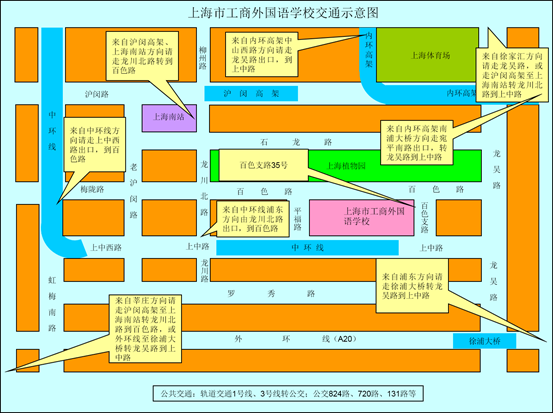 上海市工商外国语学校交通示意图
来自沪闵高架、
上海南站方向请
走龙川北路转到
百色路
柳州路
来自内环高架中
山西路方向请走
龙吴路出口，到
上中路
内环高架
上海体育场
来自徐家汇方向
请走龙吴路，或
走沪闵高架至上
海南站转龙川北
路到上中路
沪闵路
沪闵高架
内环高架
中环线
上海南站
来自中环线方
向请走上中西
路出口，到百
色路
来自内环高架南
浦大桥方向走宛
平南路出口，转
龙吴路到上中路
石龙路
老沪闵路
龙川北路
百色支路35号
上海植物园
龙吴路
梅陇路
百色路
百色路
来自中环线浦东
方向由龙川北路
出口，到百色路
平福路
上海市工商外国
语学校
百色支路
上中西路
上中路
中环线
上中路
龙川路
来自浦东方向请
走徐浦大桥转龙
吴路到上中路
龙吴路
虹梅南路
罗秀路
来自莘庄方向请
走沪闵高架至上
海南站转龙川北
路到百色路，或
外环线至徐浦大
桥转龙吴路到上
中路
外环线（A20）
徐浦大桥
公共交通：轨道交通1号线、3号线转公交；公交824路、720路、131路等